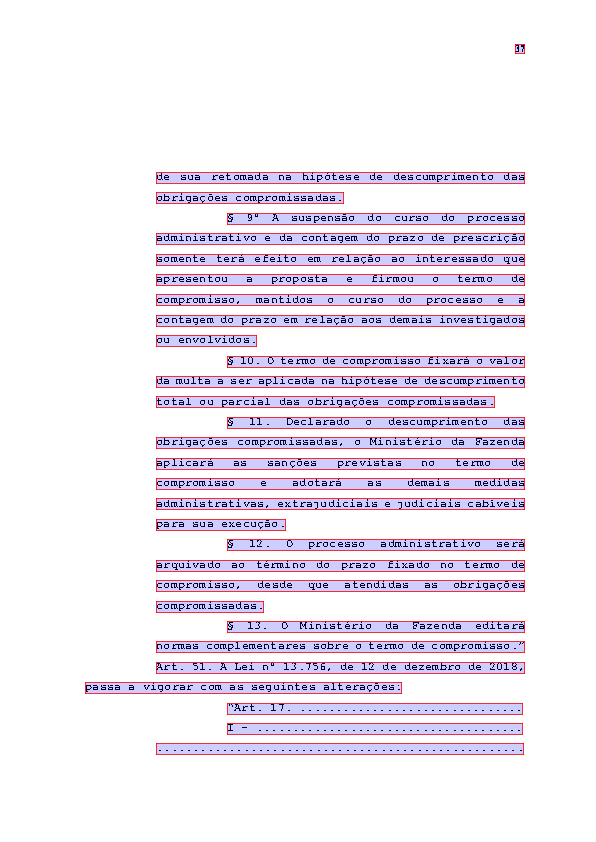 37
de sua retomada na hipótese de descumprimento das
obrigações compromissadas.
§ 9º A suspensão do curso do processo
administrativo e da contagem do prazo de prescrição
somente terá efeito em relação ao interessado que
apresentou a proposta e firmou o termo de
compromisso, mantidos o curso do processo e a
contagem do prazo em relação aos demais investigados
ou envolvidos.
§ 10. O termo de compromisso fixará o valor
da multa a ser aplicada na hipótese de descumprimento
total ou parcial das obrigações compromissadas.
§ 11. Declarado o descumprimento das
obrigações compromissadas, o Ministério da Fazenda
aplicará as sanções previstas no termo de
compromisso e adotará as demais medidas
administrativas, extrajudiciais e judiciais cabíveis
para sua execução.
§ 12. O processo administrativo será
arquivado ao término do prazo fixado no termo de
compromisso, desde que atendidas as obrigações
compromissadas.
§ 13. O Ministério da Fazenda editará
normas complementares sobre o termo de compromisso.”
Art. 51. A Lei nº 13.756, de 12 de dezembro de 2018,
passa a vigorar com as seguintes alterações:
“Art. 17. ...............................
I - .....................................
...................................................